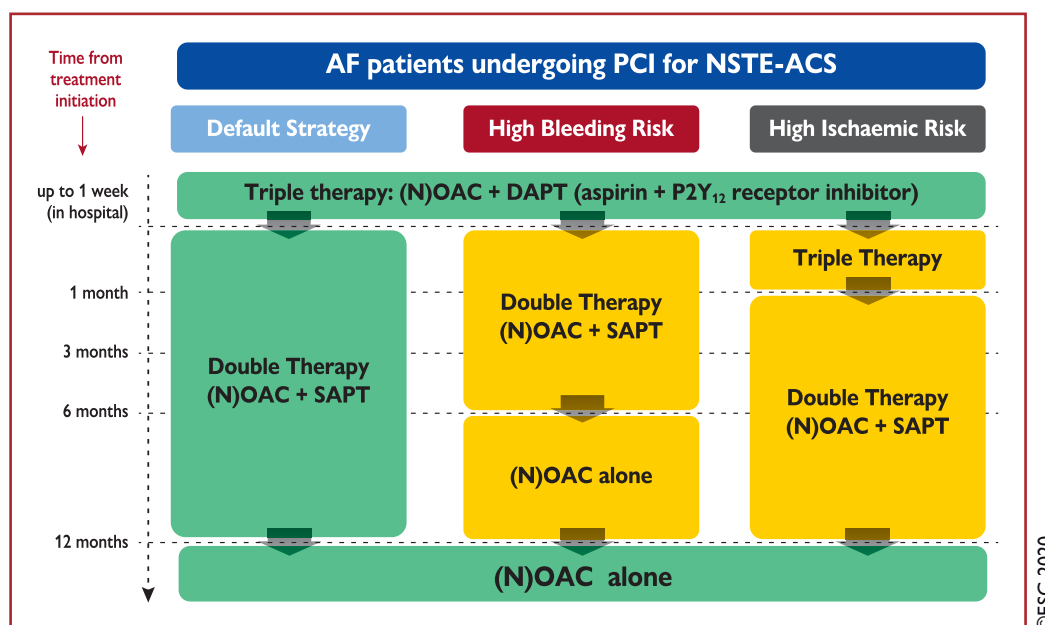 Time from
treatment
initiation
AF patients undergoing PCI for NSTE-ACS
Default Strategy
High Bleeding Risk
High Ischaemic Risk
up to 1 week
(in hospital)
Triple therapy: (N)OAC + DAPT (aspirin + P2Y₁₂ receptor inhibitor)
1 month
3 months
6 months
12 months
Double Therapy
(N)OAC + SAPT
Double Therapy
(N)OAC + SAPT
(N)OAC alone
Triple Therapy
Double Therapy
(N)OAC + SAPT
(N)OAC alone
©ESC 2020